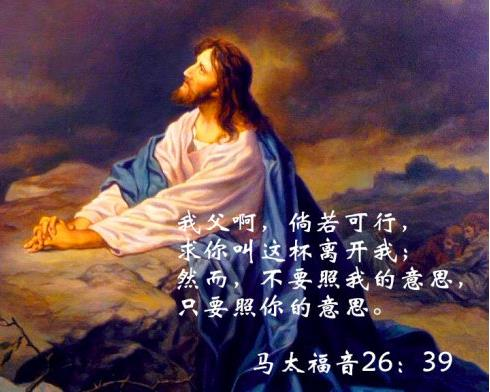 我父啊，倘若可行，
求你叫这杯离开我；
然而，不要照我的意思，
只要照你的意思。
马太福音26：39